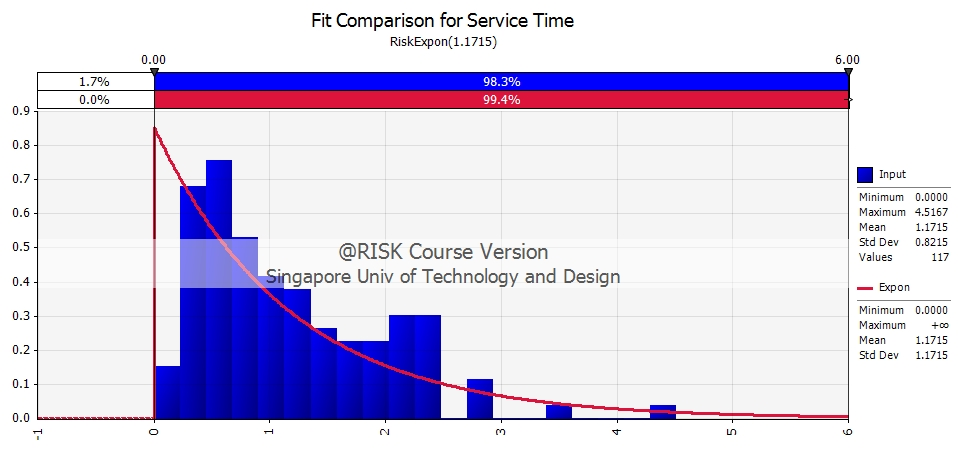 Fit Comparison for Service Time
RiskExpon(1.1715)
0.00 6.00
1.7% 98.3%
0.0% 99.4%
0.9
0.8
0.7
0.6
0.5
0.4
0.3
0.2
0.1
0.0
-1 0 1 2 3 4 5 6
@RISK Course Version
Singapore Univ of Technology and Design
Input
Minimum 0.0000
Maximum 4.5167
Mean 1.1715
Std Dev 0.8215
Values 117
Expon
Minimum 0.0000
Maximum +∞
Mean 1.1715
Std Dev 1.1715